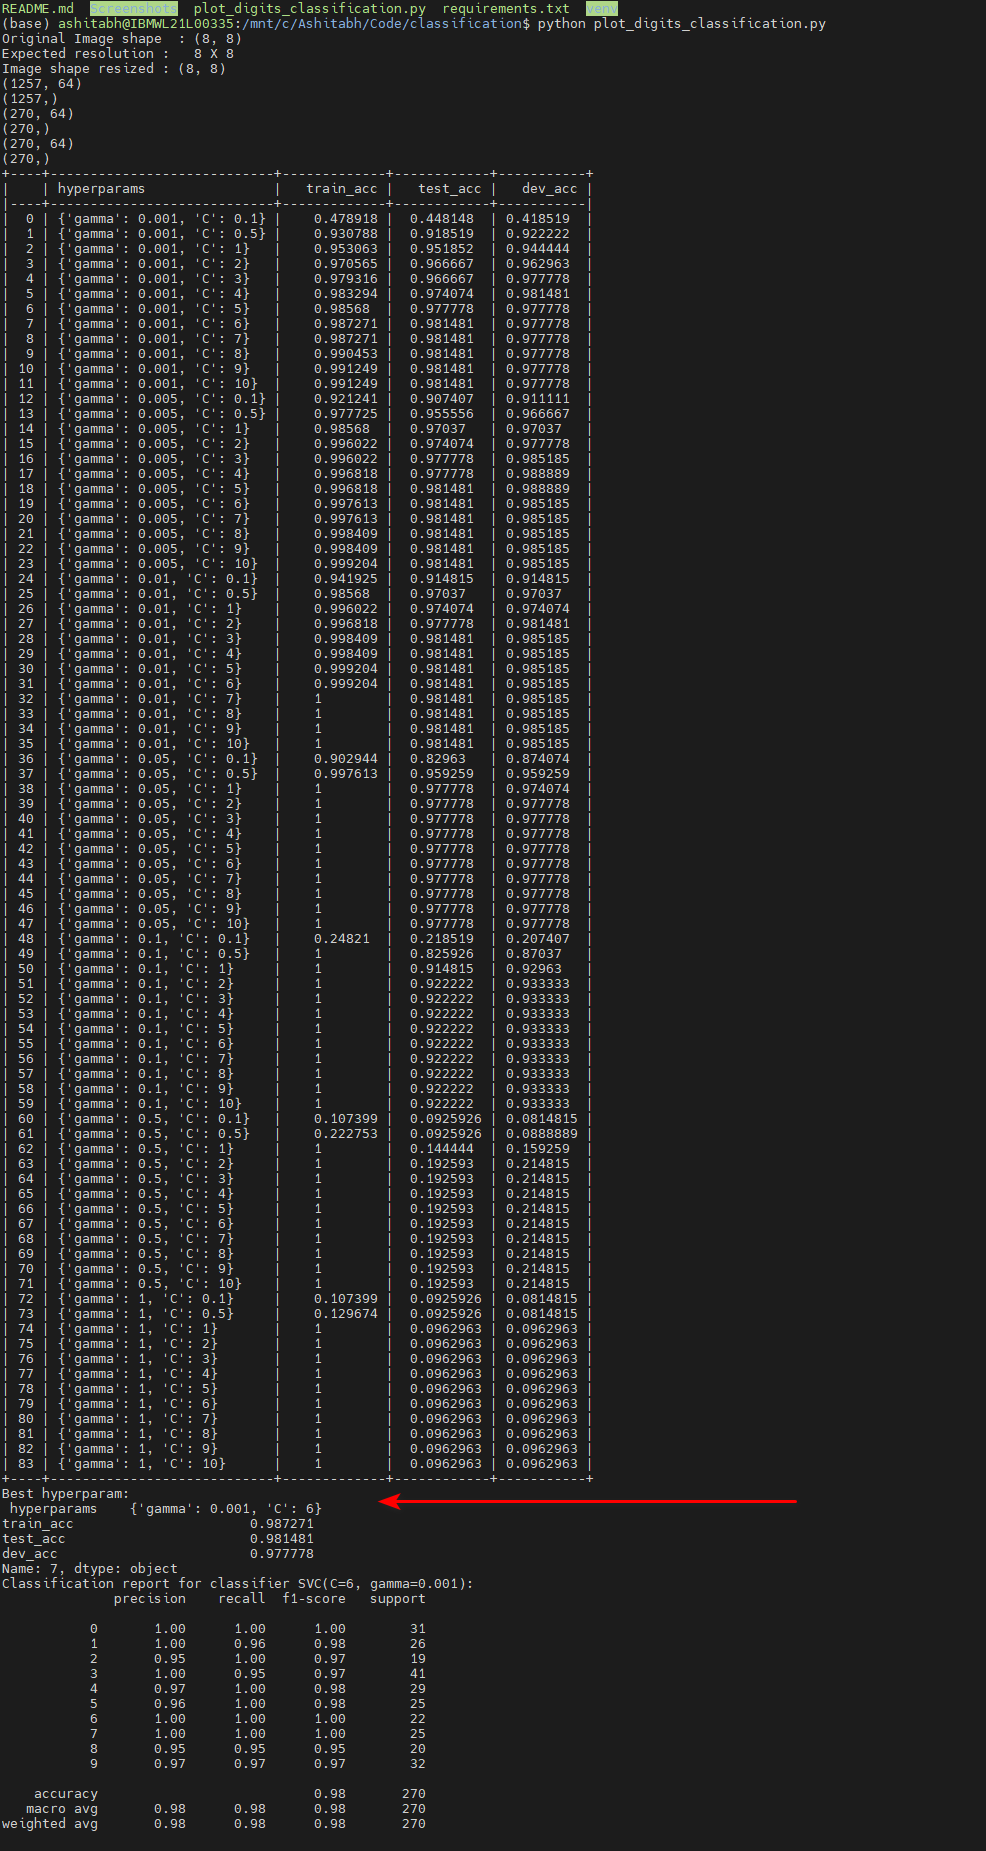 README.md  Screenshots  plot_digits_classification.py  requirements.txt  venv
(base) ashitabh@IBMWL21L00335:/mnt/c/Ashitabh/Code/classification$ python plot_digits_classification.py
Original Image shape  : (8, 8)
Expected resolution :   8 X 8
Image shape resized : (8, 8)
(1257, 64)
(1257,)
(270, 64)
(270,)
(270, 64)
(270,)
+----+----------------------------+-------------+------------+-----------+
|    | hyperparams                |   train_acc |   test_acc |   dev_acc |
|----+----------------------------+-------------+------------+-----------|
|  0 | {'gamma': 0.001, 'C': 0.1} |    0.478918 |  0.448148  | 0.418519  |
|  1 | {'gamma': 0.001, 'C': 0.5} |    0.930788 |  0.918519  | 0.922222  |
|  2 | {'gamma': 0.001, 'C': 1}   |    0.953063 |  0.951852  | 0.944444  |
|  3 | {'gamma': 0.001, 'C': 2}   |    0.970565 |  0.966667  | 0.962963  |
|  4 | {'gamma': 0.001, 'C': 3}   |    0.979316 |  0.966667  | 0.977778  |
|  5 | {'gamma': 0.001, 'C': 4}   |    0.983294 |  0.974074  | 0.981481  |
|  6 | {'gamma': 0.001, 'C': 5}   |    0.98568  |  0.977778  | 0.977778  |
|  7 | {'gamma': 0.001, 'C': 6}   |    0.987271 |  0.981481  | 0.977778  |
|  8 | {'gamma': 0.001, 'C': 7}   |    0.987271 |  0.981481  | 0.977778  |
|  9 | {'gamma': 0.001, 'C': 8}   |    0.990453 |  0.981481  | 0.977778  |
| 10 | {'gamma': 0.001, 'C': 9}   |    0.991249 |  0.981481  | 0.977778  |
| 11 | {'gamma': 0.001, 'C': 10}  |    0.991249 |  0.981481  | 0.977778  |
| 12 | {'gamma': 0.005, 'C': 0.1} |    0.921241 |  0.907407  | 0.911111  |
| 13 | {'gamma': 0.005, 'C': 0.5} |    0.977725 |  0.955556  | 0.966667  |
| 14 | {'gamma': 0.005, 'C': 1}   |    0.98568  |  0.97037   | 0.97037   |
| 15 | {'gamma': 0.005, 'C': 2}   |    0.996022 |  0.974074  | 0.977778  |
| 16 | {'gamma': 0.005, 'C': 3}   |    0.996022 |  0.977778  | 0.985185  |
| 17 | {'gamma': 0.005, 'C': 4}   |    0.996818 |  0.977778  | 0.988889  |
| 18 | {'gamma': 0.005, 'C': 5}   |    0.996818 |  0.981481  | 0.988889  |
| 19 | {'gamma': 0.005, 'C': 6}   |    0.997613 |  0.981481  | 0.985185  |
| 20 | {'gamma': 0.005, 'C': 7}   |    0.997613 |  0.981481  | 0.985185  |
| 21 | {'gamma': 0.005, 'C': 8}   |    0.998409 |  0.981481  | 0.985185  |
| 22 | {'gamma': 0.005, 'C': 9}   |    0.998409 |  0.981481  | 0.985185  |
| 23 | {'gamma': 0.005, 'C': 10}  |    0.999204 |  0.981481  | 0.985185  |
| 24 | {'gamma': 0.01, 'C': 0.1}  |    0.941925 |  0.914815  | 0.914815  |
| 25 | {'gamma': 0.01, 'C': 0.5}  |    0.98568  |  0.97037   | 0.97037   |
| 26 | {'gamma': 0.01, 'C': 1}    |    0.996022 |  0.974074  | 0.974074  |
| 27 | {'gamma': 0.01, 'C': 2}    |    0.996818 |  0.977778  | 0.981481  |
| 28 | {'gamma': 0.01, 'C': 3}    |    0.998409 |  0.981481  | 0.985185  |
| 29 | {'gamma': 0.01, 'C': 4}    |    0.998409 |  0.981481  | 0.985185  |
| 30 | {'gamma': 0.01, 'C': 5}    |    0.999204 |  0.981481  | 0.985185  |
| 31 | {'gamma': 0.01, 'C': 6}    |    0.999204 |  0.981481  | 0.985185  |
| 32 | {'gamma': 0.01, 'C': 7}    |    1        |  0.981481  | 0.985185  |
| 33 | {'gamma': 0.01, 'C': 8}    |    1        |  0.981481  | 0.985185  |
| 34 | {'gamma': 0.01, 'C': 9}    |    1        |  0.981481  | 0.985185  |
| 35 | {'gamma': 0.01, 'C': 10}   |    1        |  0.981481  | 0.985185  |
| 36 | {'gamma': 0.05, 'C': 0.1}  |    0.902944 |  0.82963   | 0.874074  |
| 37 | {'gamma': 0.05, 'C': 0.5}  |    0.997613 |  0.959259  | 0.959259  |
| 38 | {'gamma': 0.05, 'C': 1}    |    1        |  0.977778  | 0.974074  |
| 39 | {'gamma': 0.05, 'C': 2}    |    1        |  0.977778  | 0.977778  |
| 40 | {'gamma': 0.05, 'C': 3}    |    1        |  0.977778  | 0.977778  |
| 41 | {'gamma': 0.05, 'C': 4}    |    1        |  0.977778  | 0.977778  |
| 42 | {'gamma': 0.05, 'C': 5}    |    1        |  0.977778  | 0.977778  |
| 43 | {'gamma': 0.05, 'C': 6}    |    1        |  0.977778  | 0.977778  |
| 44 | {'gamma': 0.05, 'C': 7}    |    1        |  0.977778  | 0.977778  |
| 45 | {'gamma': 0.05, 'C': 8}    |    1        |  0.977778  | 0.977778  |
| 46 | {'gamma': 0.05, 'C': 9}    |    1        |  0.977778  | 0.977778  |
| 47 | {'gamma': 0.05, 'C': 10}   |    1        |  0.977778  | 0.977778  |
| 48 | {'gamma': 0.1, 'C': 0.1}   |    0.24821  |  0.218519  | 0.207407  |
| 49 | {'gamma': 0.1, 'C': 0.5}   |    1        |  0.825926  | 0.87037   |
| 50 | {'gamma': 0.1, 'C': 1}     |    1        |  0.914815  | 0.92963   |
| 51 | {'gamma': 0.1, 'C': 2}     |    1        |  0.922222  | 0.933333  |
| 52 | {'gamma': 0.1, 'C': 3}     |    1        |  0.922222  | 0.933333  |
| 53 | {'gamma': 0.1, 'C': 4}     |    1        |  0.922222  | 0.933333  |
| 54 | {'gamma': 0.1, 'C': 5}     |    1        |  0.922222  | 0.933333  |
| 55 | {'gamma': 0.1, 'C': 6}     |    1        |  0.922222  | 0.933333  |
| 56 | {'gamma': 0.1, 'C': 7}     |    1        |  0.922222  | 0.933333  |
| 57 | {'gamma': 0.1, 'C': 8}     |    1        |  0.922222  | 0.933333  |
| 58 | {'gamma': 0.1, 'C': 9}     |    1        |  0.922222  | 0.933333  |
| 59 | {'gamma': 0.1, 'C': 10}    |    1        |  0.922222  | 0.933333  |
| 60 | {'gamma': 0.5, 'C': 0.1}   |    0.107399 |  0.0925926 | 0.0814815 |
| 61 | {'gamma': 0.5, 'C': 0.5}   |    0.222753 |  0.0925926 | 0.0888889 |
| 62 | {'gamma': 0.5, 'C': 1}     |    1        |  0.144444  | 0.159259  |
| 63 | {'gamma': 0.5, 'C': 2}     |    1        |  0.192593  | 0.214815  |
| 64 | {'gamma': 0.5, 'C': 3}     |    1        |  0.192593  | 0.214815  |
| 65 | {'gamma': 0.5, 'C': 4}     |    1        |  0.192593  | 0.214815  |
| 66 | {'gamma': 0.5, 'C': 5}     |    1        |  0.192593  | 0.214815  |
| 67 | {'gamma': 0.5, 'C': 6}     |    1        |  0.192593  | 0.214815  |
| 68 | {'gamma': 0.5, 'C': 7}     |    1        |  0.192593  | 0.214815  |
| 69 | {'gamma': 0.5, 'C': 8}     |    1        |  0.192593  | 0.214815  |
| 70 | {'gamma': 0.5, 'C': 9}     |    1        |  0.192593  | 0.214815  |
| 71 | {'gamma': 0.5, 'C': 10}    |    1        |  0.192593  | 0.214815  |
| 72 | {'gamma': 1, 'C': 0.1}     |    0.107399 |  0.0925926 | 0.0814815 |
| 73 | {'gamma': 1, 'C': 0.5}     |    0.129674 |  0.0925926 | 0.0814815 |
| 74 | {'gamma': 1, 'C': 1}       |    1        |  0.0962963 | 0.0962963 |
| 75 | {'gamma': 1, 'C': 2}       |    1        |  0.0962963 | 0.0962963 |
| 76 | {'gamma': 1, 'C': 3}       |    1        |  0.0962963 | 0.0962963 |
| 77 | {'gamma': 1, 'C': 4}       |    1        |  0.0962963 | 0.0962963 |
| 78 | {'gamma': 1, 'C': 5}       |    1        |  0.0962963 | 0.0962963 |
| 79 | {'gamma': 1, 'C': 6}       |    1        |  0.0962963 | 0.0962963 |
| 80 | {'gamma': 1, 'C': 7}       |    1        |  0.0962963 | 0.0962963 |
| 81 | {'gamma': 1, 'C': 8}       |    1        |  0.0962963 | 0.0962963 |
| 82 | {'gamma': 1, 'C': 9}       |    1        |  0.0962963 | 0.0962963 |
| 83 | {'gamma': 1, 'C': 10}      |    1        |  0.0962963 | 0.0962963 |
+----+----------------------------+-------------+------------+-----------+
Best hyperparam:
 hyperparams    {'gamma': 0.001, 'C': 6}
train_acc                      0.987271
test_acc                       0.981481
dev_acc                        0.977778
Name: 7, dtype: object
Classification report for classifier SVC(C=6, gamma=0.001):
              precision    recall  f1-score   support
           0       1.00      1.00      1.00        31
           1       1.00      0.96      0.98        26
           2       0.95      1.00      0.97        19
           3       1.00      0.95      0.97        41
           4       0.97      1.00      0.98        29
           5       0.96      1.00      0.98        25
           6       1.00      1.00      1.00        22
           7       1.00      1.00      1.00        25
           8       0.95      0.95      0.95        20
           9       0.97      0.97      0.97        32
    accuracy                           0.98       270
   macro avg       0.98      0.98      0.98       270
weighted avg       0.98      0.98      0.98       270